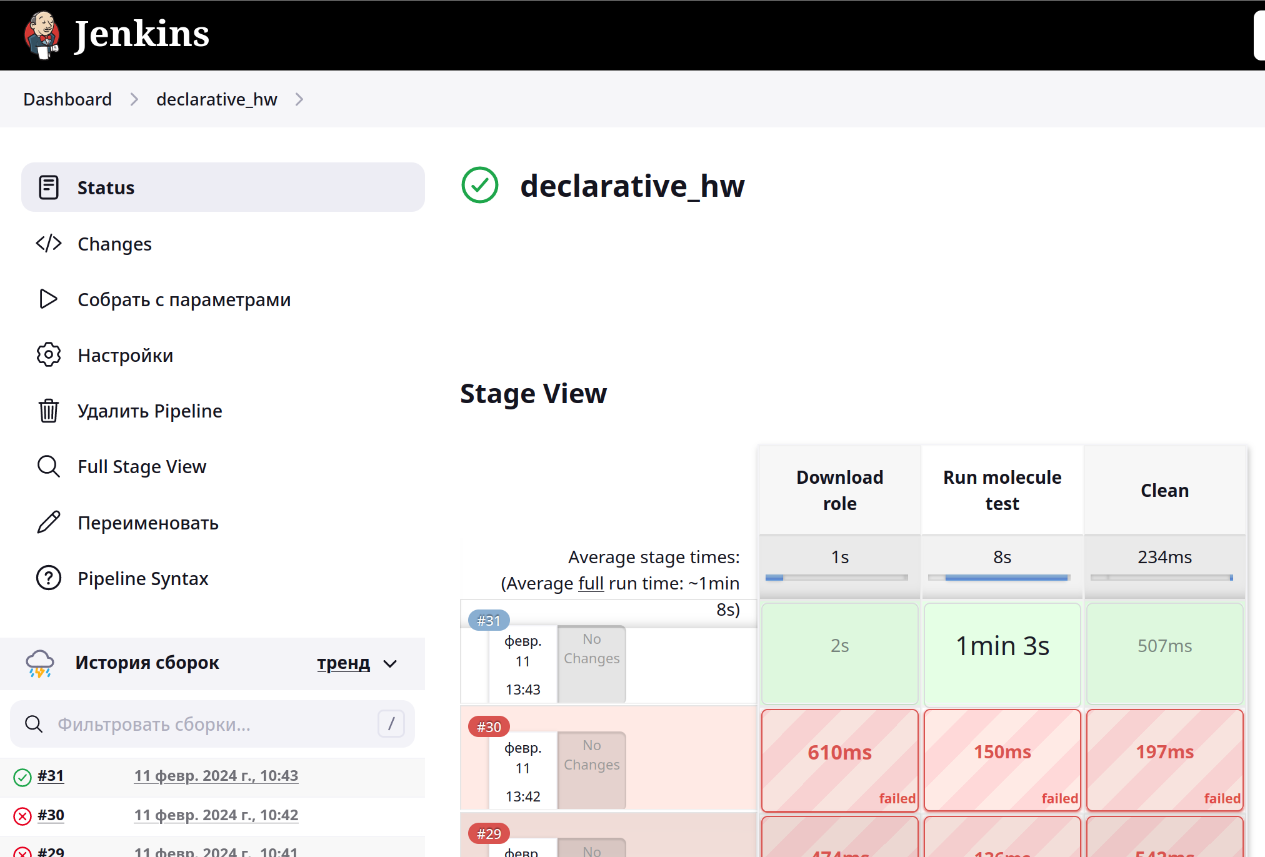 Jenkins
Dashboard
declarative_hw
Status
Changes
Собрать с параметрами
Настройки
Удалить Pipeline
Full Stage View
Переименовать
Pipeline Syntax
История сборок
тренд
Фильтровать сборки...
/
#31 11 февр. 2024 г., 10:43
#30 11 февр. 2024 г., 10:42
#29 11 февр. 2024 г., 10:41
declarative_hw
Stage View
Download
role
Run molecule
test
Clean
Average stage times:
(Average full run time: ~1min
8s)
1s 8s 234ms
#31
февр.
11
13:43
No
Changes
2s 1min 3s 507ms
#30
февр.
11
13:42
No
Changes
610ms 150ms 197ms
failed failed failed
#29
февр.
No